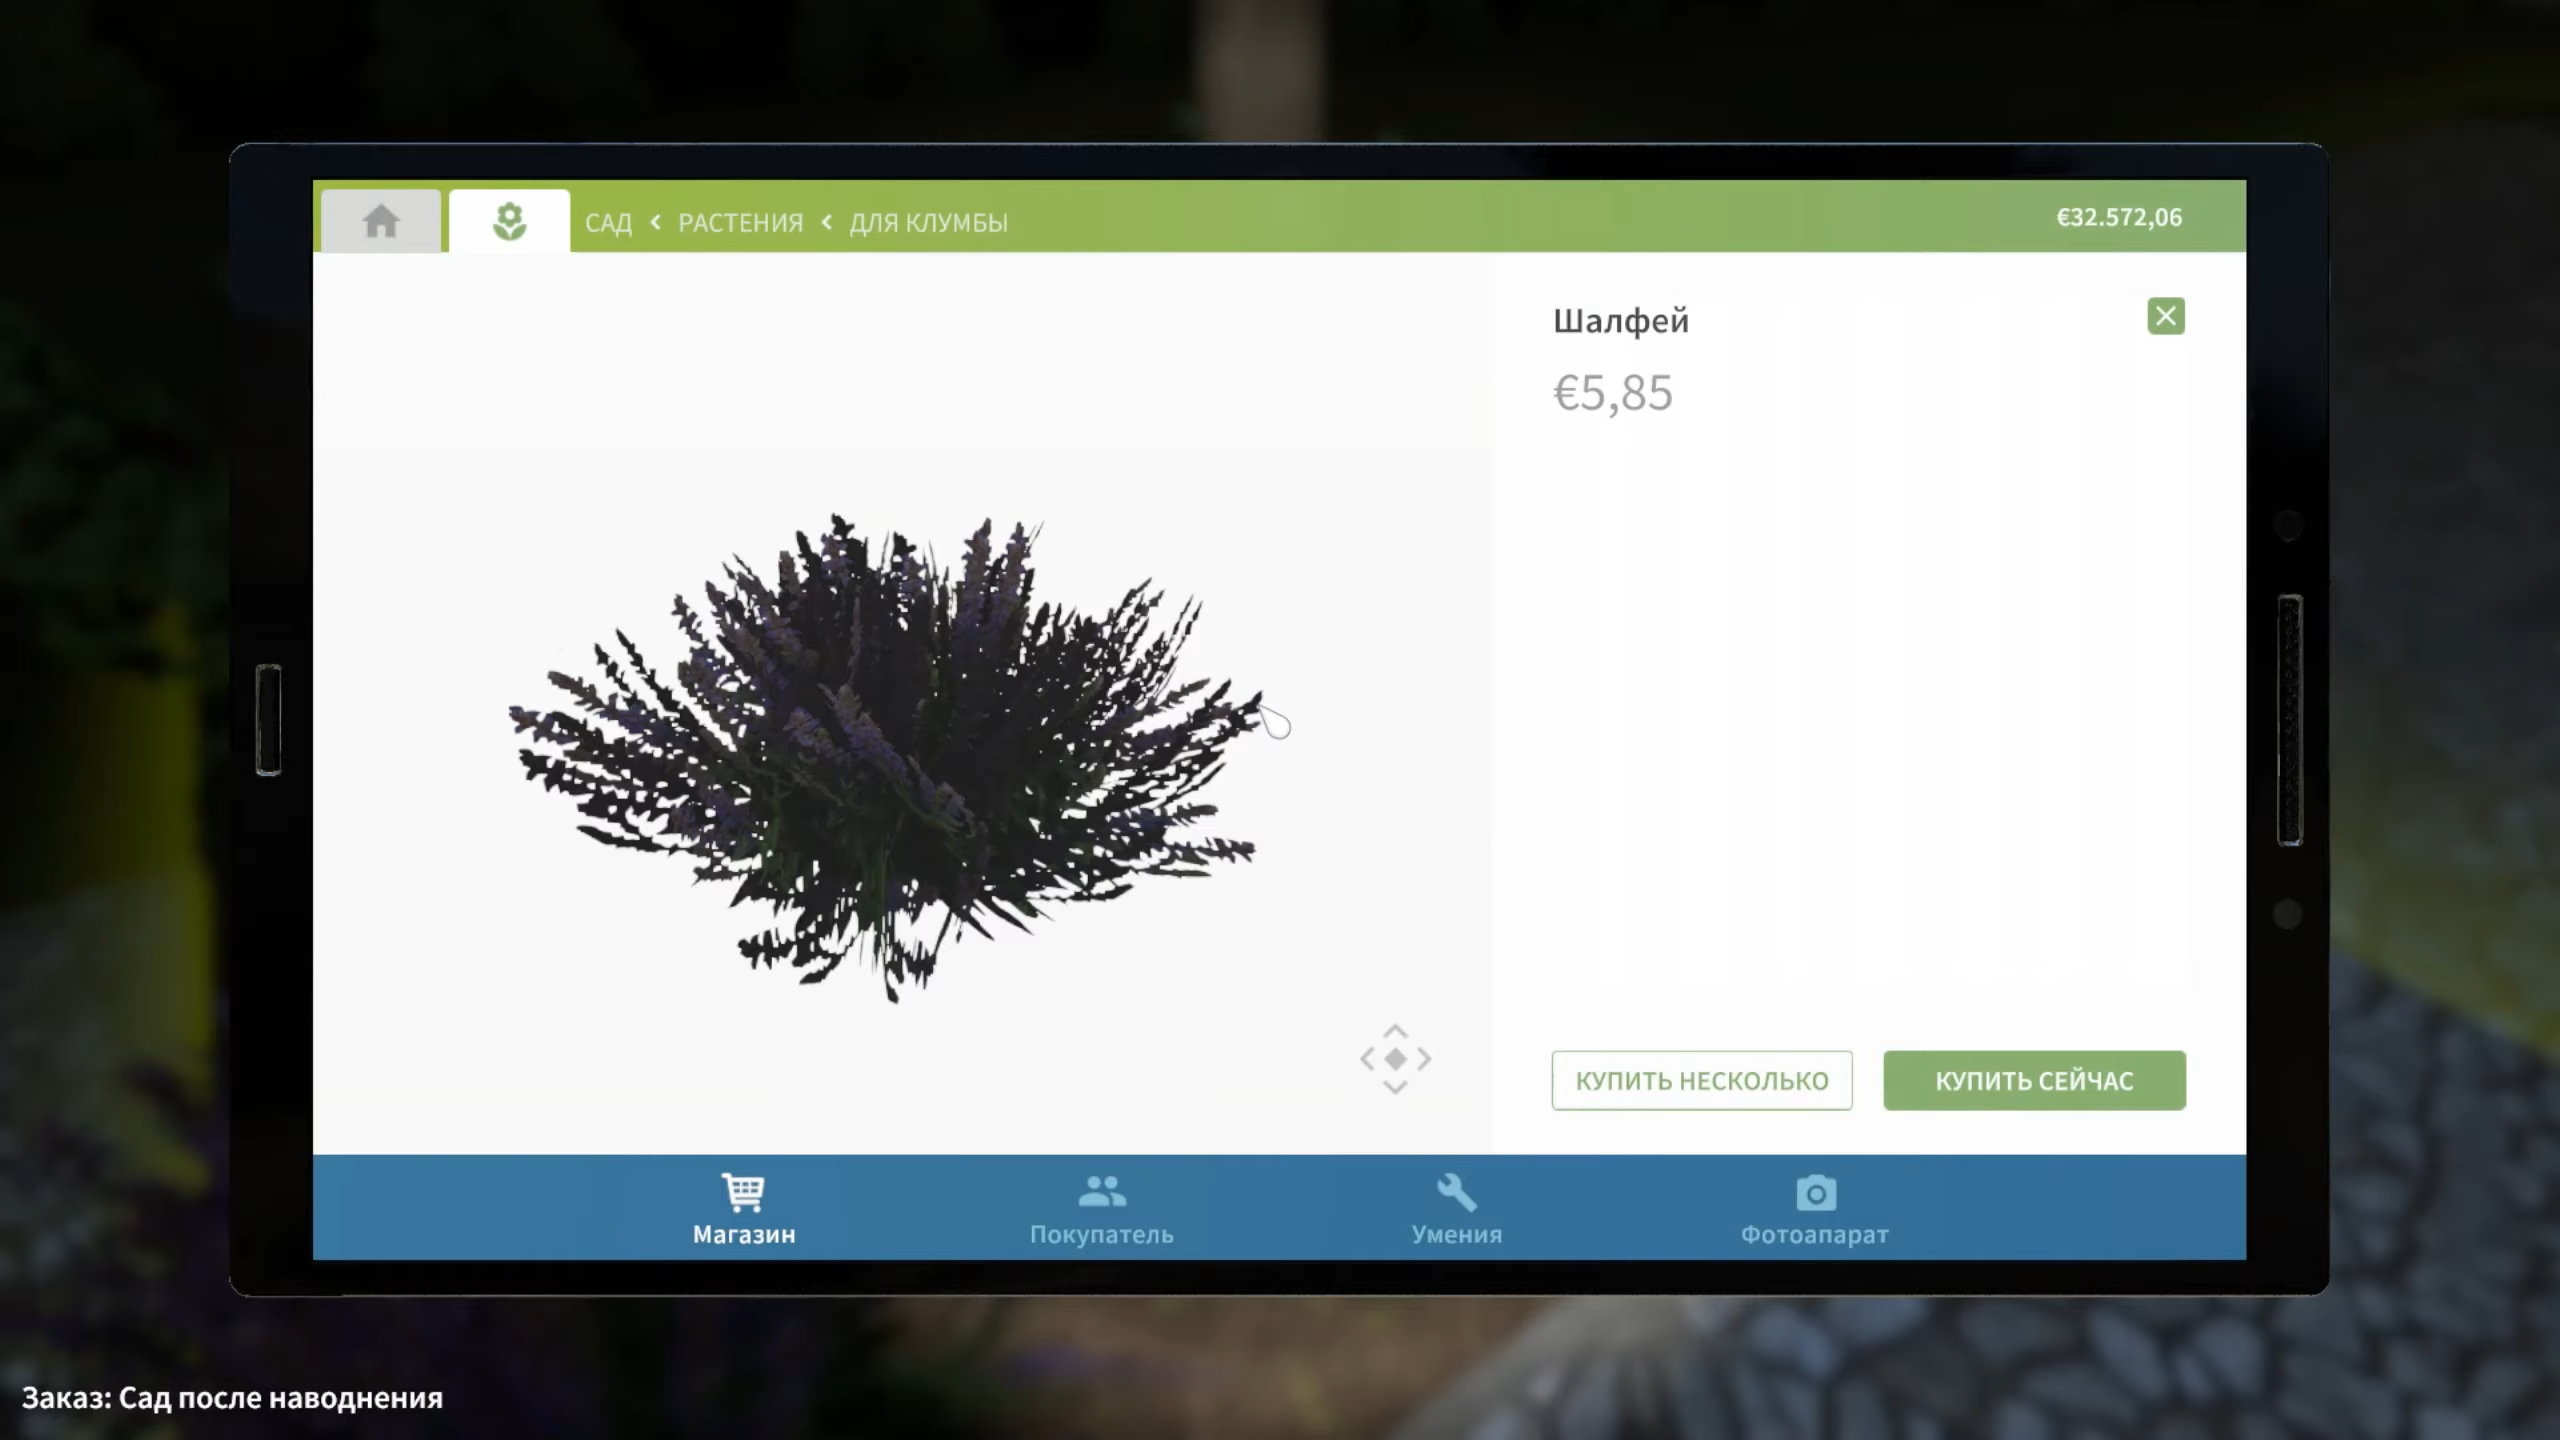 САД < РАСТЕНИЯ < ДЛЯ КЛУМБЫ
€32.572,06
Шалфей
€5,85
КУПИТЬ НЕСКОЛЬКО
КУПИТЬ СЕЙЧАС
Магазин
Покупатель
Умения
Фотоапарат
Заказ: Сад после наводнения